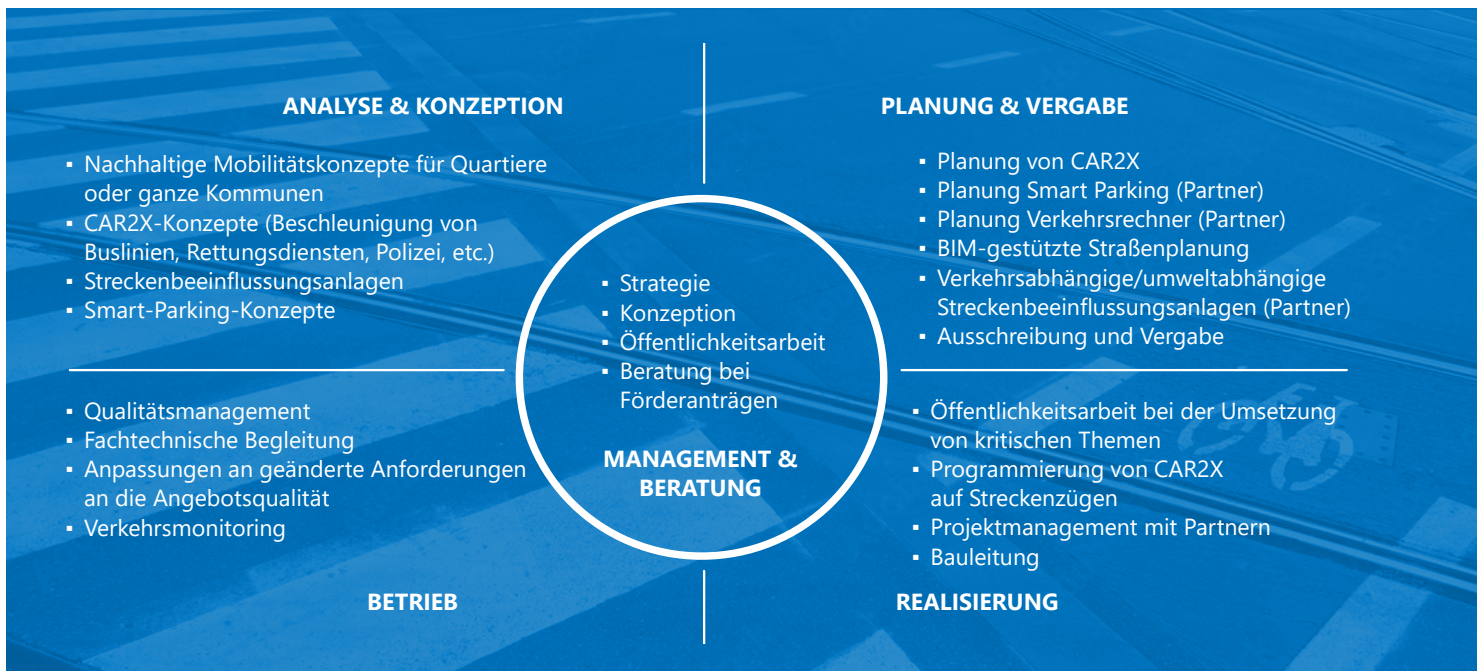 ANALYSE & KONZEPTION
▪ Nachhaltige Mobilitätskonzepte für Quartiere
oder ganze Kommunen
▪ CAR2X-Konzepte (Beschleunigung von
Buslinien, Rettungsdiensten, Polizei, etc.)
▪ Streckenbeeinflussungsanlagen
▪ Smart-Parking-Konzepte
PLANUNG & VERGABE
▪ Planung von CAR2X
▪ Planung Smart Parking (Partner)
▪ Planung Verkehrsrechner (Partner)
▪ BIM-gestützte Straßenplanung
▪ Verkehrsabhängige/umweltabhängige
Streckenbeeinflussungsanlagen (Partner)
▪ Ausschreibung und Vergabe
▪ Strategie
▪ Konzeption
▪ Öffentlichkeitsarbeit
▪ Beratung bei
Förderanträgen
MANAGEMENT &
BERATUNG
▪ Qualitätsmanagement
▪ Fachtechnische Begleitung
▪ Anpassungen an geänderte Anforderungen
an die Angebotsqualität
▪ Verkehrsmonitoring
BETRIEB
▪ Öffentlichkeitsarbeit bei der Umsetzung
von kritischen Themen
▪ Programmierung von CAR2X
auf Streckenzügen
▪ Projektmanagement mit Partnern
▪ Bauleitung
REALISIERUNG